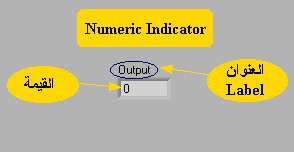 Numeric Indicator
Output
0
القيمة
العنوان
Label